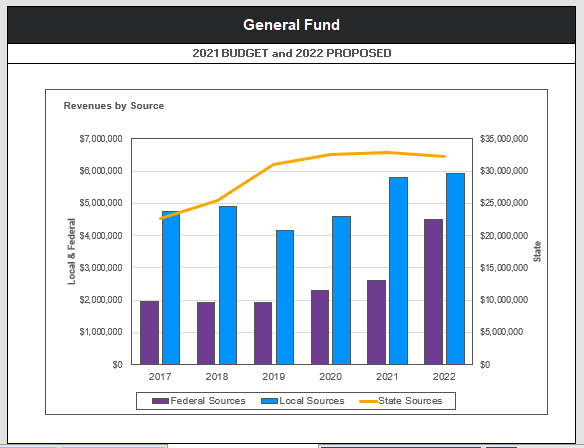 General Fund
2021 BUDGET and 2022 PROPOSED
Revenues by Source
$7,000,000 $35,000,000
$6,000,000 $30,000,000
$5,000,000 $25,000,000
$4,000,000 $20,000,000
$3,000,000 $15,000,000
$2,000,000 $10,000,000
$1,000,000 $5,000,000
$0 $0
Local & Federal
State
2017 2018 2019 2020 2021 2022
Federal Sources Local Sources State Sources